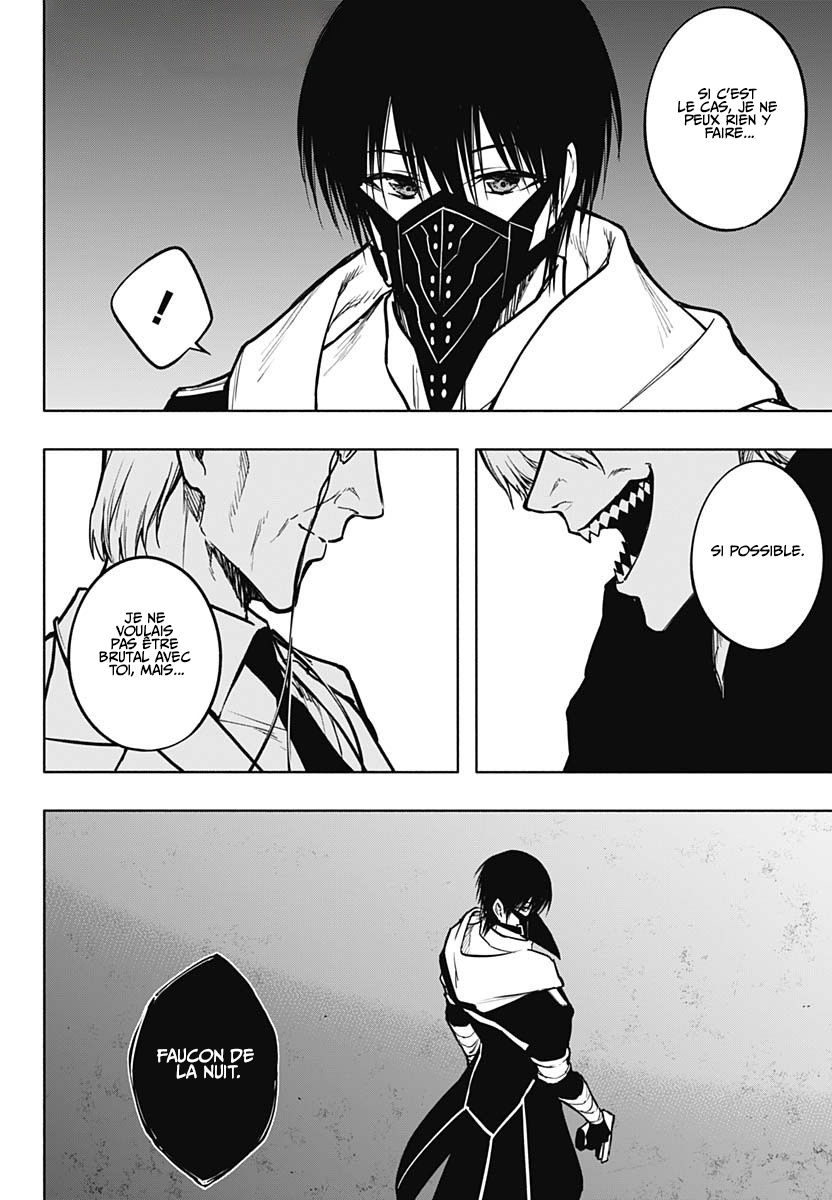 SI C'EST
LE CAS, JE NE
PEUX RIEN Y
FAIRE...
!
SI POSSIBLE.
JE NE
VOULAIS
PAS ÊTRE
BRUTAL AVEC
TOI, MAIS...
FAUCON DE
LA NUIT.